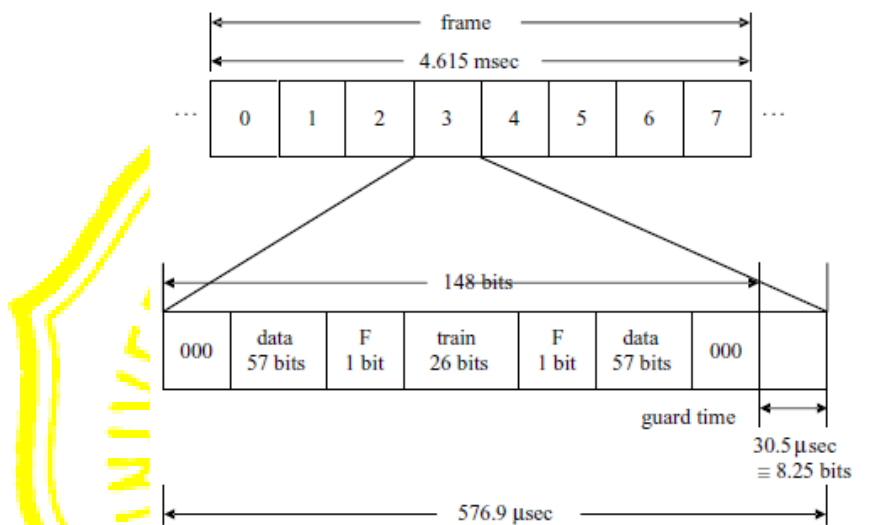 frame
4.615 msec
... 0 1 2 3 4 5 6 7 ...
148 bits
000 data 57 bits F 1 bit train 26 bits F 1 bit data 57 bits 000
guard time
30.5 µsec
≡ 8.25 bits
576.9 µsec